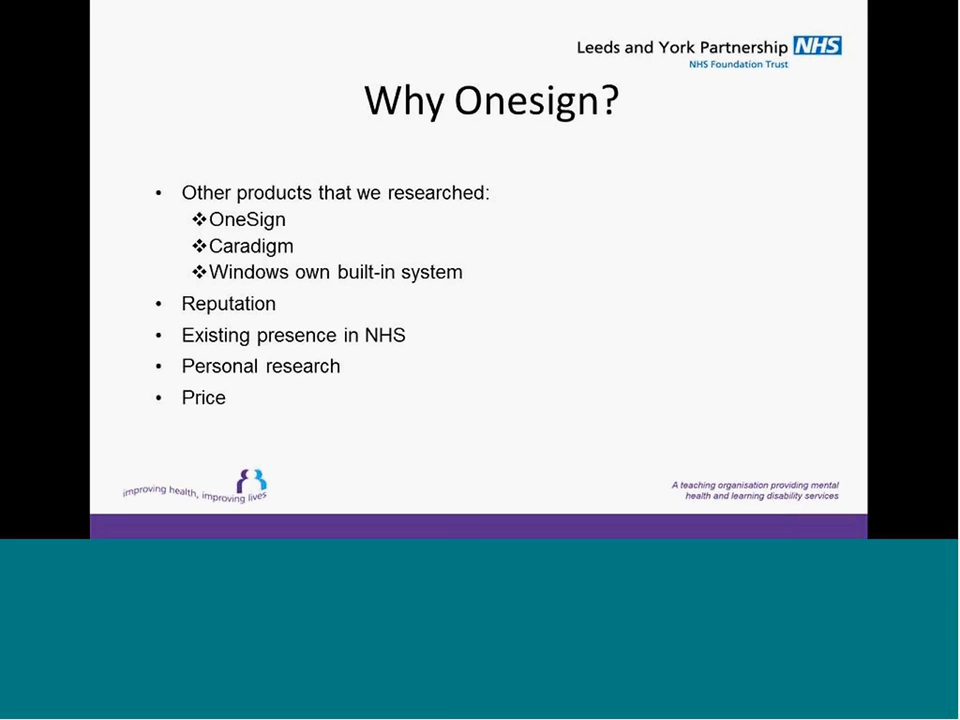 Leeds and York Partnership NHS
NHS Foundation Trust
Why Onesign?
• Other products that we researched:
❖OneSign
❖Caradigm
❖Windows own built-in system
• Reputation
• Existing presence in NHS
• Personal research
• Price
improving health, improving lives
A teaching organisation providing mental
health and learning disability services